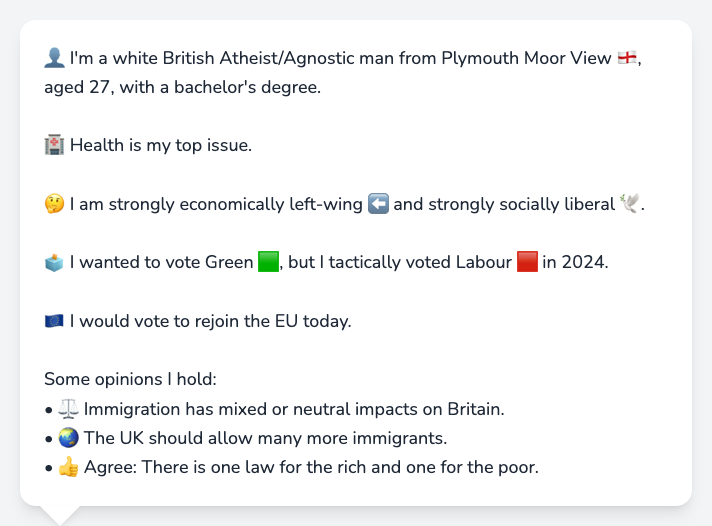 👤 I'm a white British Atheist/Agnostic man from Plymouth Moor View 🏴󠁧󠁢󠁥󠁮󠁧󠁿,
aged 27, with a bachelor's degree.
🏥 Health is my top issue.
🤔 I am strongly economically left-wing ⬅️ and strongly socially liberal 🕊️.
🗳️ I wanted to vote Green 🟩, but I tactically voted Labour 🟥 in 2024.
🇪🇺 I would vote to rejoin the EU today.
Some opinions I hold:
• ⚖️ Immigration has mixed or neutral impacts on Britain.
• 🌏 The UK should allow many more immigrants.
• 👍 Agree: There is one law for the rich and one for the poor.